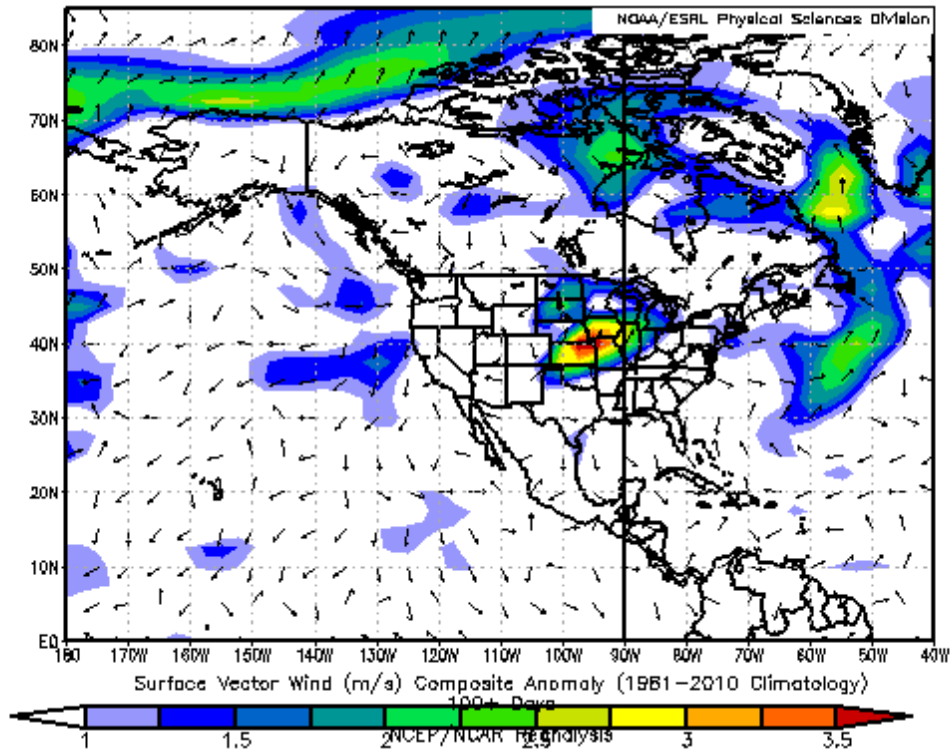 NOAA/ESRL Physical Sciences Division
80N
70N
60N
50N
40N
30N
20N
10N
EQ
180 170W 160W 150W 140W 130W 120W 110W 100W 90W 80W 70W 60W 50W 40W
Surface Vector Wind (m/s) Composite Anomaly (1981-2010 Climatology)
100+ Days
1 1.5 2 2.5 3 3.5
NCEP/NCAR Reanalysis